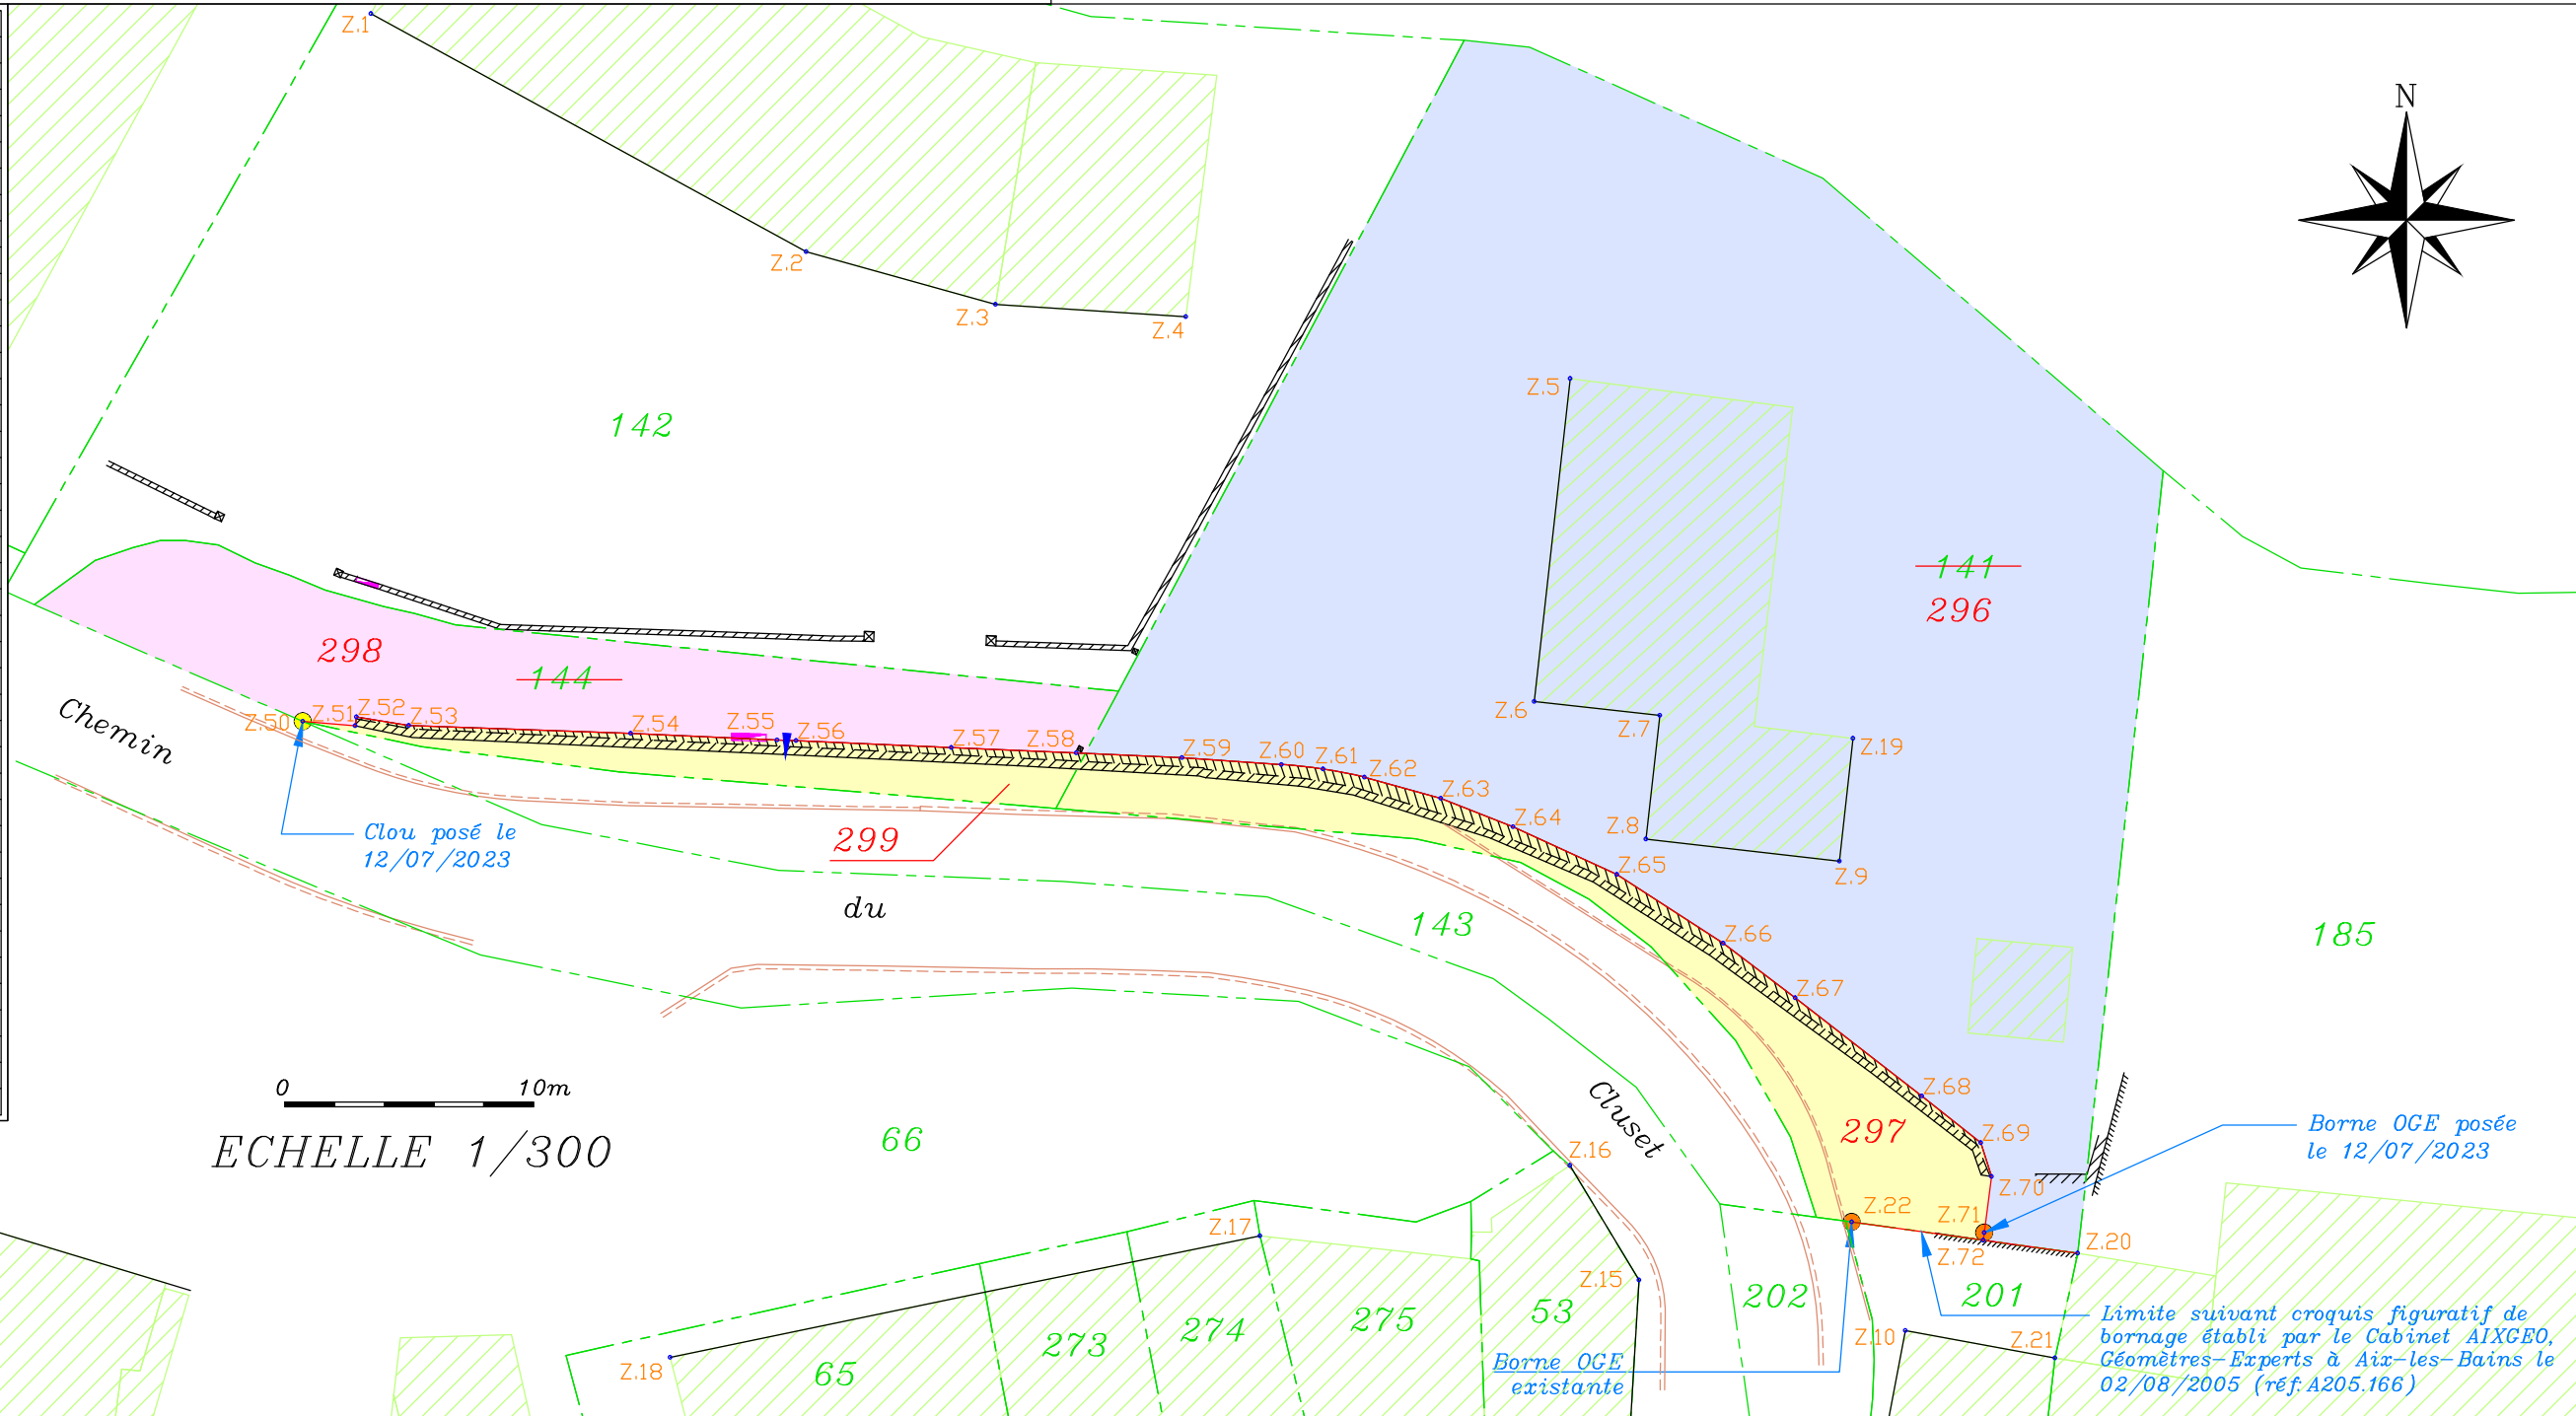 Z.1
N
Z.2
Z.3
Z.4
Z.5
142
141
296
298
144
Z.6
Z.7
Z.19
Chemin
Z.50
Z.51
Z.52
Z.53
Z.54
Z.55
Z.56
Z.57
Z.58
Z.59
Z.60
Z.61
Z.62
Z.63
Z.64
Z.8
Z.9
Z.65
Clou posé le
12/07/2023
299
du
143
185
Z.66
Z.67
0 10m
ECHELLE 1/300
66
Cluset
Z.68
297
Z.69
Borne OGE posée
le 12/07/2023
Z.16
Z.70
Z.22
Z.71
Z.72
Z.20
Z.17
Z.15
202
201
53
275
274
273
65
Z.18
Z.10
Z.21
Borne OGE
existante
Limite suivant croquis figuratif de
bornage établi par le Cabinet AIXGEO,
Géomètres-Experts à Aix-les-Bains le
02/08/2005 (réf:A205.166)